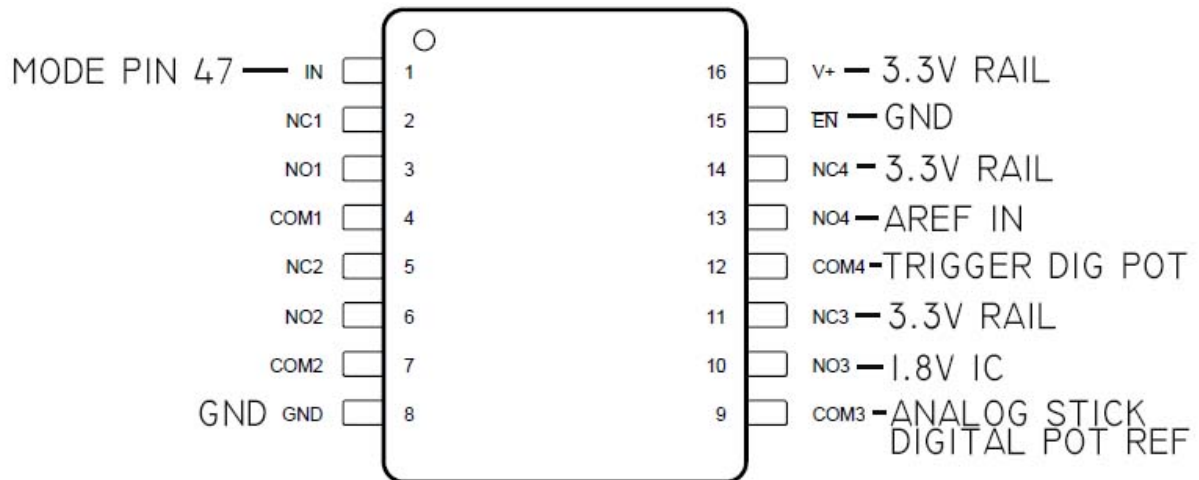 MODE PIN 47 IN 1
NC1 2
NO1 3
COM1 4
NC2 5
NO2 6
COM2 7
GND GND 8
16 V+ 3.3V RAIL
15 EN GND
14 NC4 3.3V RAIL
13 NO4 AREF IN
12 COM4 TRIGGER DIG POT
11 NC3 3.3V RAIL
10 NO3 1.8V IC
9 COM3 ANALOG STICK
DIGITAL POT REF